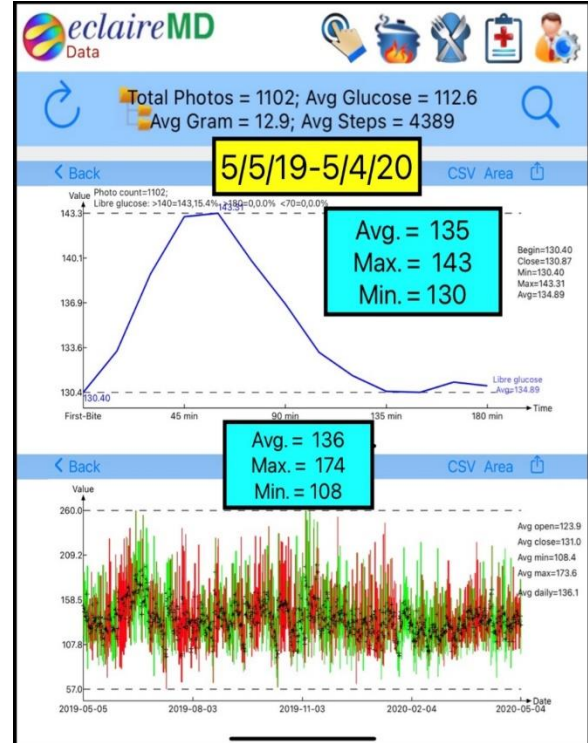 eclaireMD
Data
Total Photos = 1102; Avg Glucose = 112.6
Avg Gram = 12.9; Avg Steps = 4389
5/5/19-5/4/20
Back
CSV Area
Value
Photo count=1102;
Libre glucose: >140=143,15.4% >180=0,0.0% <70=0,0.0%
143.31
143.3
140.1
136.9
133.6
130.4
130.40
Avg. = 135
Max. = 143
Min. = 130
Begin=130.40
Close=130.87
Min=130.40
Max=143.31
Avg=134.89
Libre glucose
Avg=134.89
First-Bite
45 min
90 min
135 min
180 min
Time
Avg. = 136
Max. = 174
Min. = 108
Back
CSV Area
Value
260.0
209.2
158.5
107.8
57.0
Avg open=123.9
Avg close=131.0
Avg min=108.4
Avg max=173.6
Avg daily=136.1
2019-05-05
2019-08-03
2019-11-03
2020-02-04
2020-05-04
Date